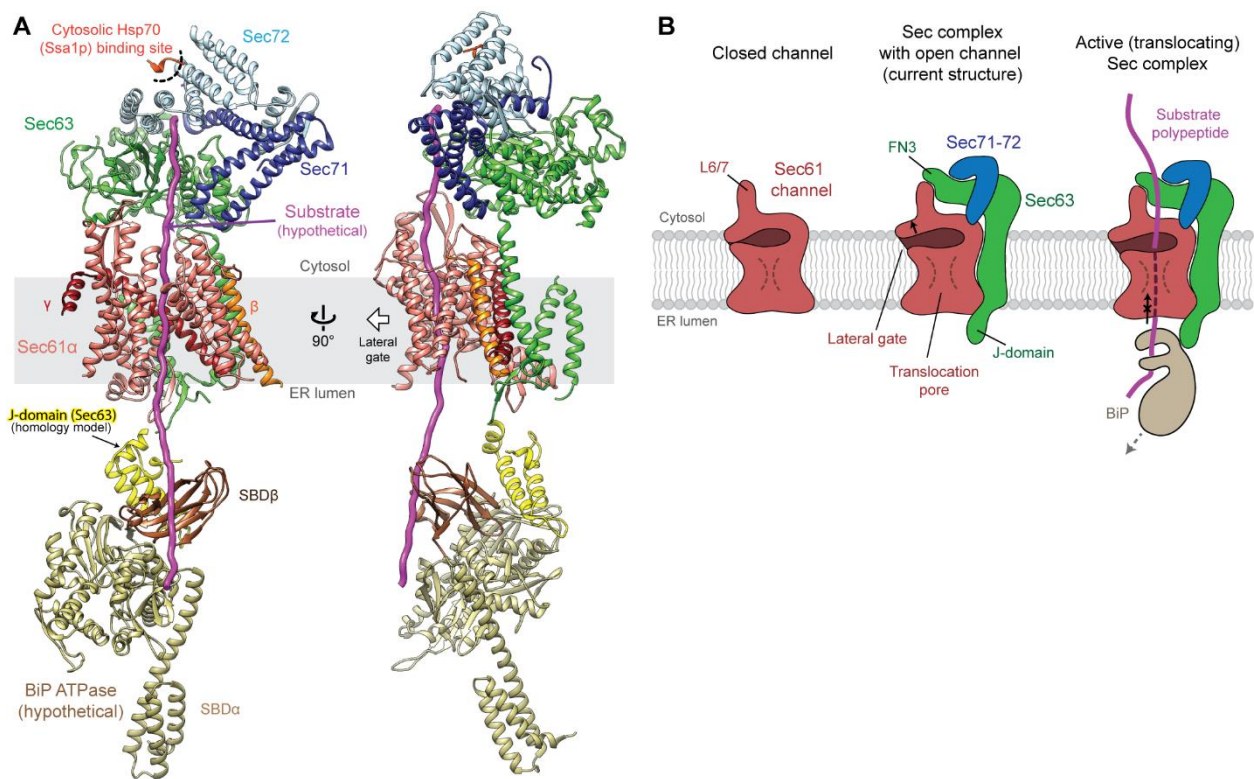 A
Cytosolic Hsp70
(Ssa1p) binding site
Sec72
Sec63
Sec71
Substrate
(hypothetical)
Cytosol
γ
β
Sec61α
90°
Lateral
gate
ER lumen
J-domain (Sec63)
(homology model)
SBDβ
BiP ATPase
(hypothetical)
SBDα
B
Closed channel
Sec complex
with open channel
(current structure)
Active (translocating)
Sec complex
Substrate
polypeptide
FN3
Sec71-72
L6/7
Sec61
channel
Sec63
Cytosol
ER lumen
Lateral gate
J-domain
Translocation
pore
BiP